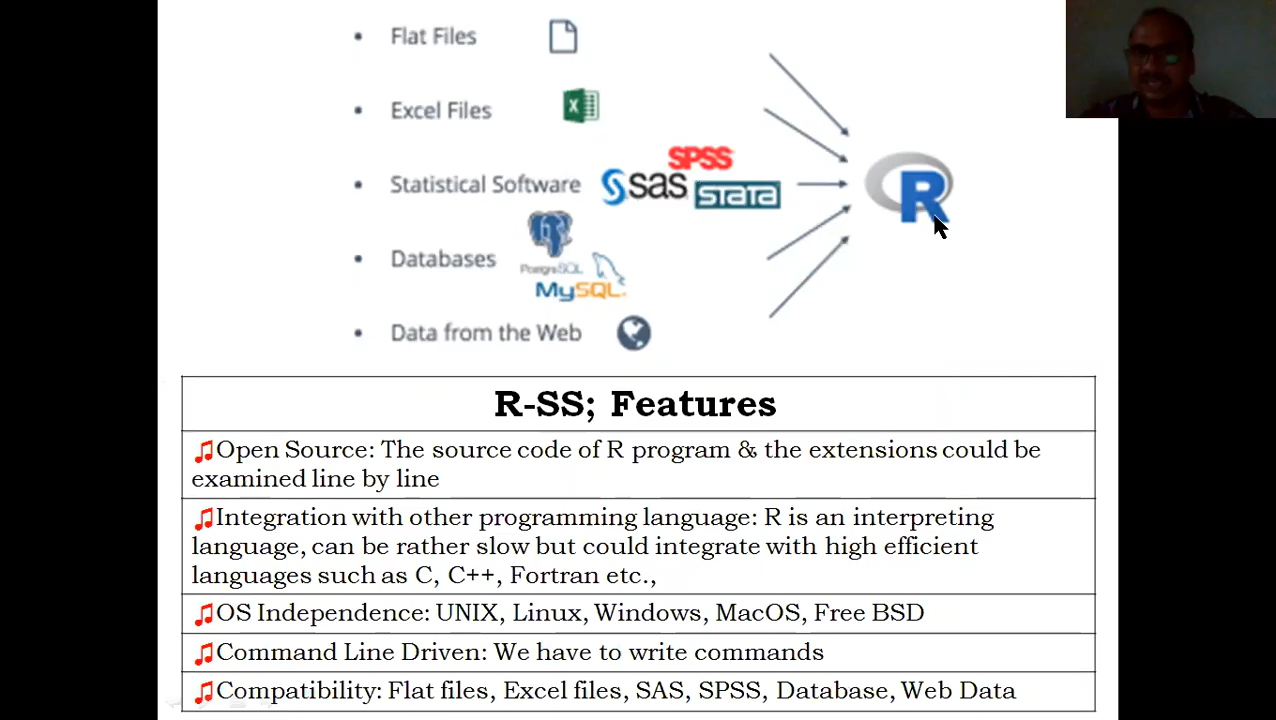 • Flat Files
• Excel Files
• Statistical Software
SPSS
sas
STATA
PostgreSQL
• Databases
MySQL
• Data from the Web
R
R-SS; Features
♫Open Source: The source code of R program & the extensions could be
examined line by line
♫Integration with other programming language: R is an interpreting
language, can be rather slow but could integrate with high efficient
languages such as C, C++, Fortran etc.,
♫OS Independence: UNIX, Linux, Windows, MacOS, Free BSD
♫Command Line Driven: We have to write commands
♫Compatibility: Flat files, Excel files, SAS, SPSS, Database, Web Data